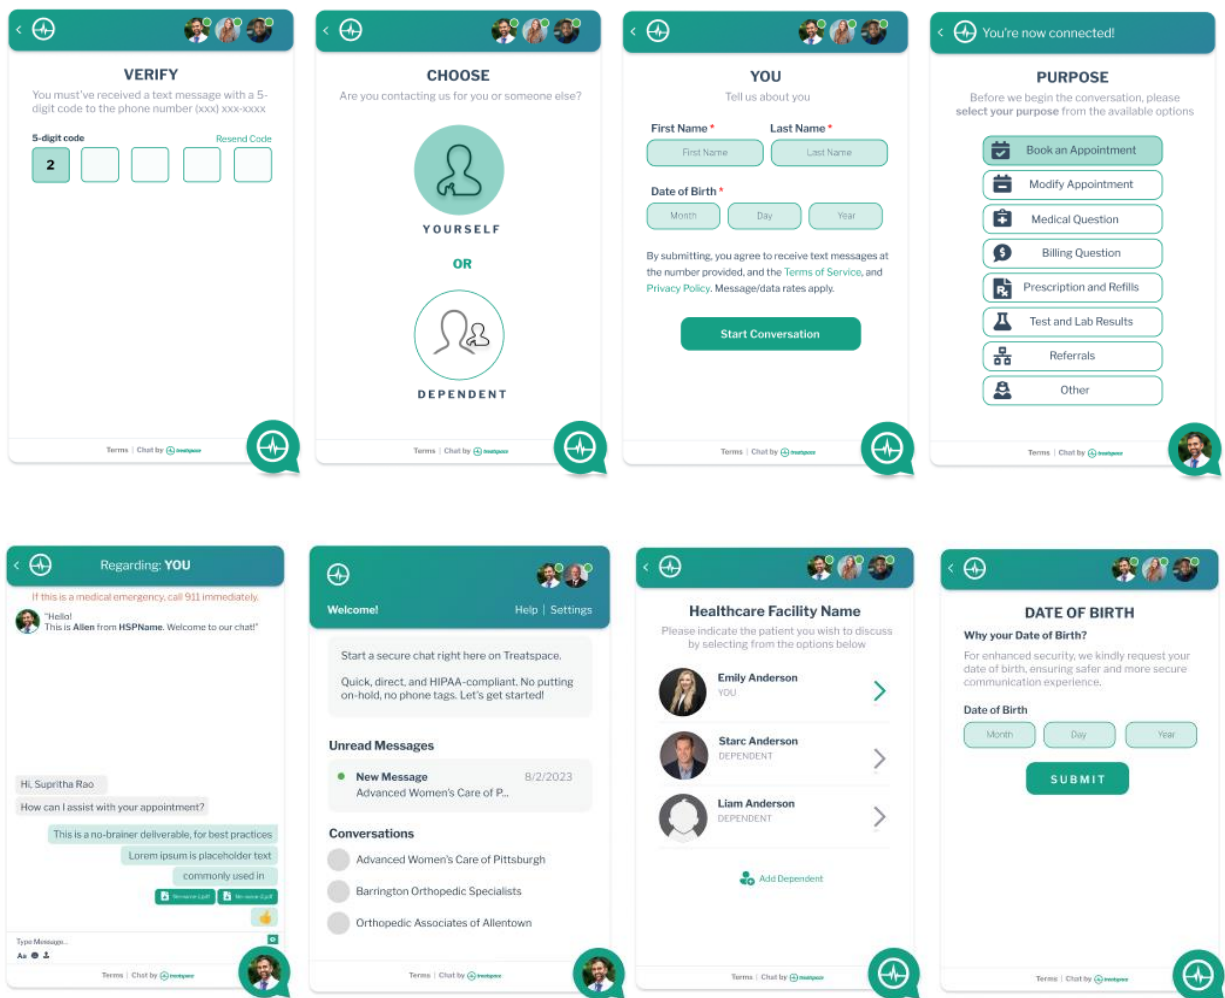 VERIFY
You must've received a text message with a 5-
digit code to the phone number (xxx) xxx-xxxx
5-digit code
Resend Code
2
Terms | Chat by treatspace
CHOOSE
Are you contacting us for you or someone else?
YOURSELF
OR
DEPENDENT
Terms | Chat by treatspace
YOU
Tell us about you
First Name *
Last Name *
First Name
Last Name
Date of Birth *
Month
Day
Year
By submitting, you agree to receive text messages at
the number provided, and the Terms of Service, and
Privacy Policy. Message/data rates apply.
Start Conversation
Terms | Chat by treatspace
You're now connected!
PURPOSE
Before we begin the conversation, please
select your purpose from the available options
Book an Appointment
Modify Appointment
Medical Question
Billing Question
Prescription and Refills
Test and Lab Results
Referrals
Other
Terms | Chat by treatspace
Regarding: YOU
If this is a medical emergency, call 911 immediately.
"Hello!
This is Allen from HSPName. Welcome to our chat!"
Hi, Supritha Rao
How can I assist with your appointment?
This is a no-brainer deliverable, for best practices
Lorem ipsum is placeholder text
commonly used in
Type Message...
Aa
Terms | Chat by treatspace
Welcome!
Help | Settings
Start a secure chat right here on Treatspace.
Quick, direct, and HIPAA-compliant. No putting
on-hold, no phone tags. Let's get started!
Unread Messages
New Message
8/2/2023
Advanced Women's Care of P...
Conversations
Advanced Women's Care of Pittsburgh
Barrington Orthopedic Specialists
Orthopedic Associates of Allentown
Terms | Chat by treatspace
Healthcare Facility Name
Please indicate the patient you wish to discuss
by selecting from the options below
Emily Anderson
YOU
Starc Anderson
DEPENDENT
Liam Anderson
DEPENDENT
Add Dependent
Terms | Chat by treatspace
DATE OF BIRTH
Why your Date of Birth?
For enhanced security, we kindly request your
date of birth, ensuring safer and more secure
communication experience.
Date of Birth
Month
Day
Year
SUBMIT
Terms | Chat by treatspace